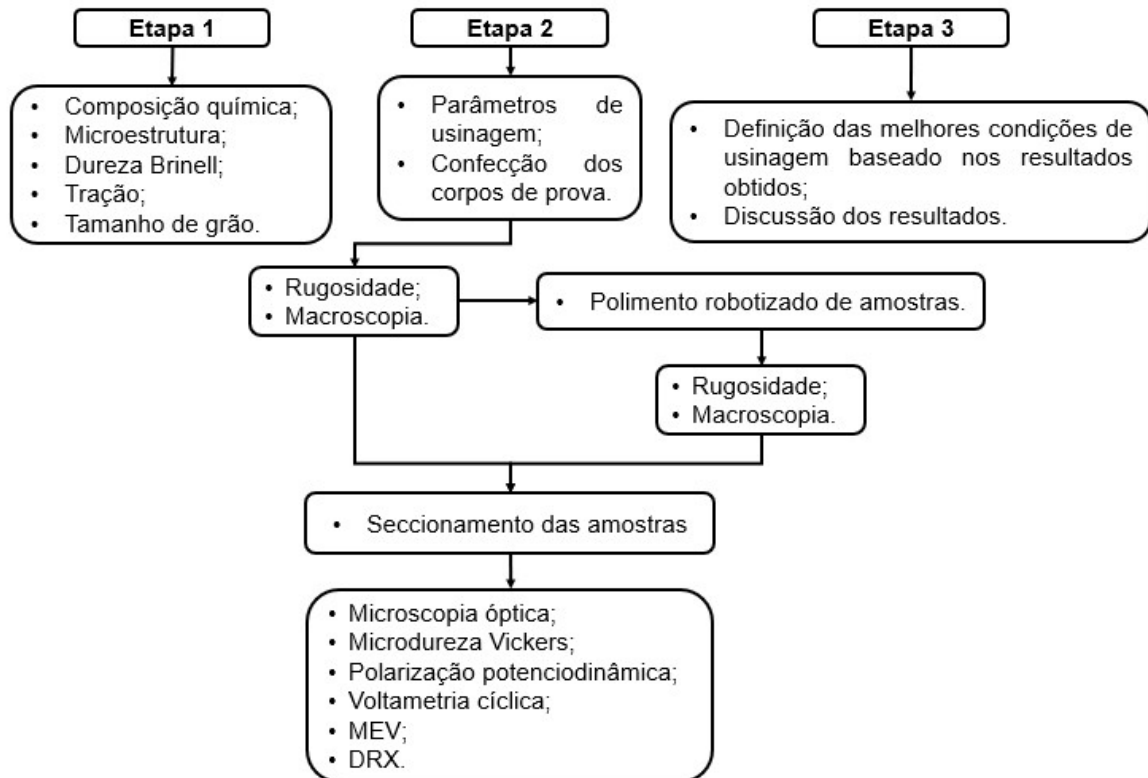 Etapa 1
• Composição química;
• Microestrutura;
• Dureza Brinell;
• Tração;
• Tamanho de grão.
Etapa 2
• Parâmetros de
usinagem;
• Confecção dos
corpos de prova.
Etapa 3
• Definição das melhores condições de
usinagem baseado nos resultados
obtidos;
• Discussão dos resultados.
• Rugosidade;
• Macroscopia.
• Polimento robotizado de amostras.
• Rugosidade;
• Macroscopia.
• Seccionamento das amostras
• Microscopia óptica;
• Microdureza Vickers;
• Polarização potenciodinâmica;
• Voltametria cíclica;
• MEV;
• DRX.